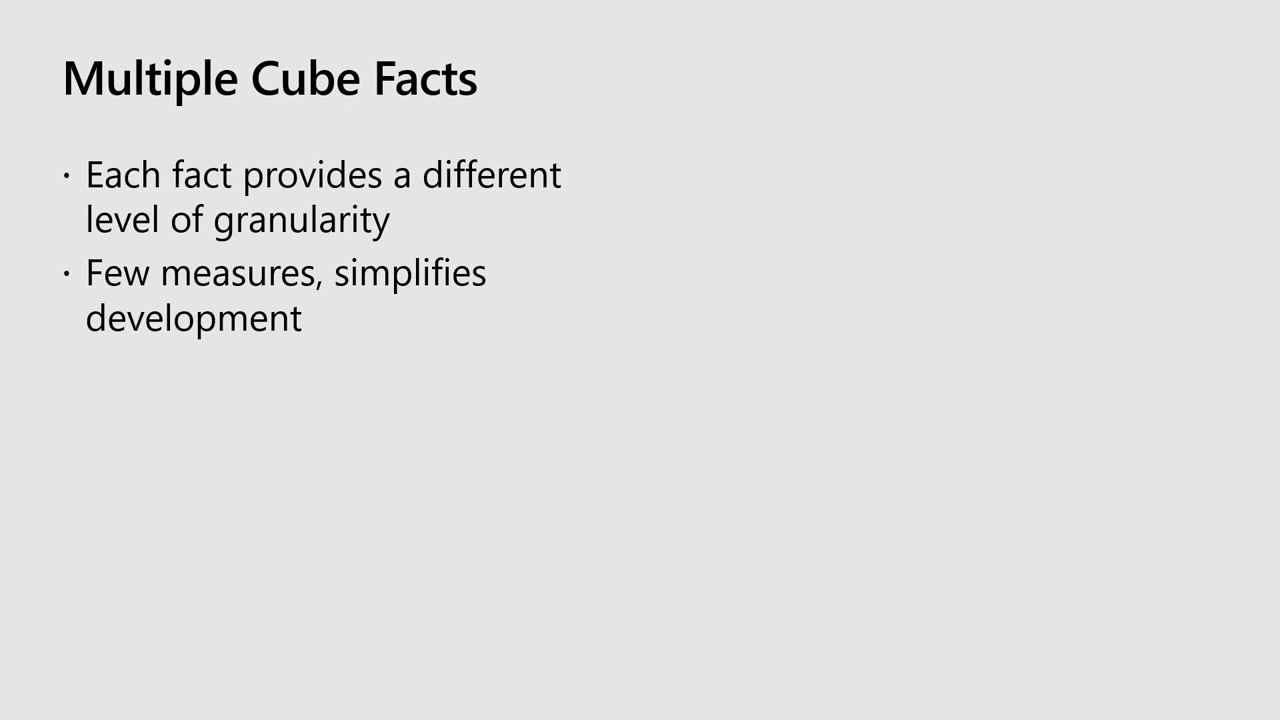 Multiple Cube Facts
· Each fact provides a different
level of granularity
· Few measures, simplifies
development